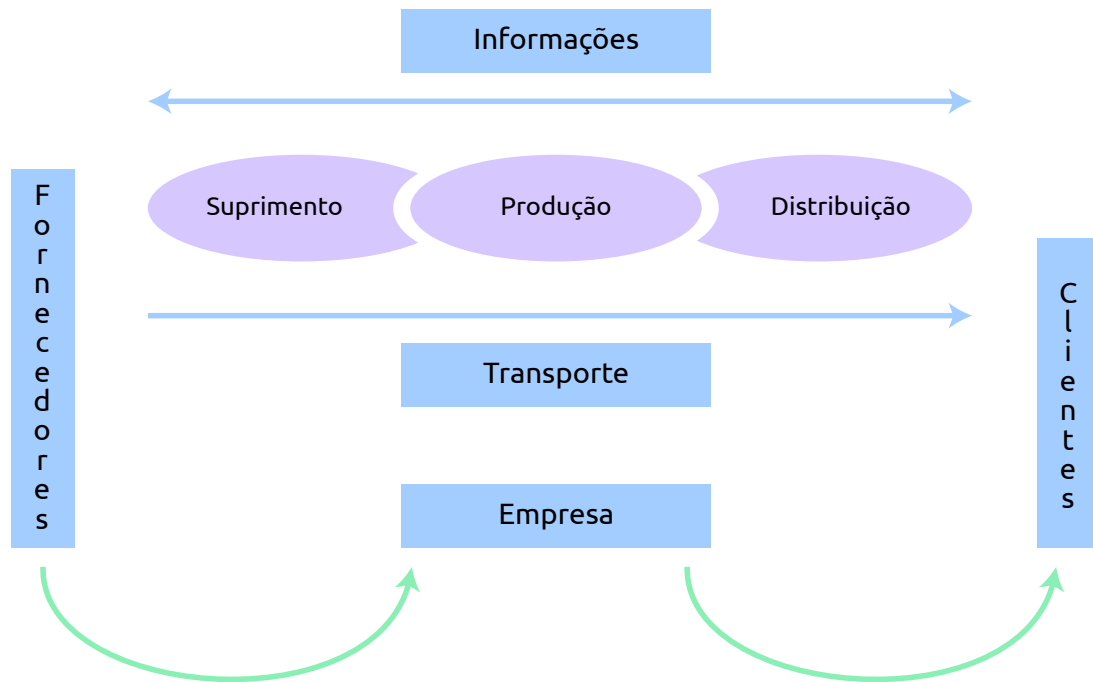 Informações
Fornecedores
Suprimento
Produção
Distribuição
Clientes
Transporte
Empresa